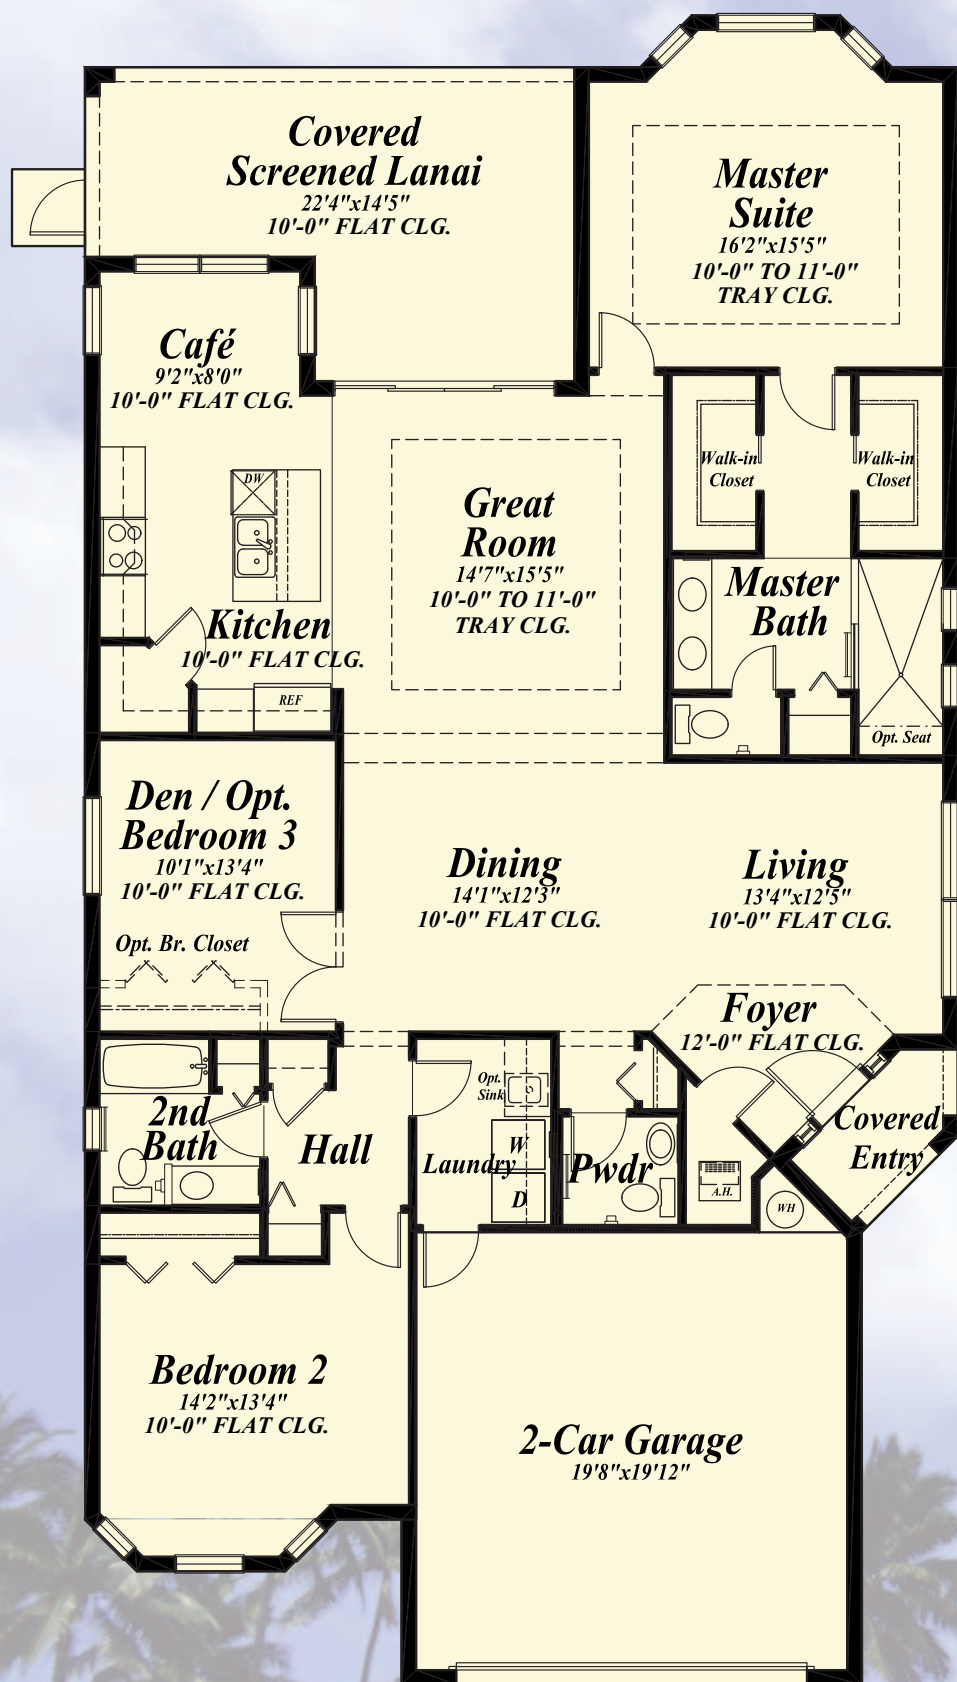 Covered
Screened Lanai
22'4"x14'5"
10'-0" FLAT CLG.
Master
Suite
16'2"x15'5"
10'-0" TO 11'-0"
TRAY CLG.
Café
9'2"x8'0"
10'-0" FLAT CLG.
Walk-in
Closet
Walk-in
Closet
DW
Great
Room
14'7"x15'5"
10'-0" TO 11'-0"
TRAY CLG.
Master
Bath
Kitchen
10'-0" FLAT CLG.
REF
Opt. Seat
Den / Opt.
Bedroom 3
10'1"x13'4"
10'-0" FLAT CLG.
Opt. Br. Closet
Dining
14'1"x12'3"
10'-0" FLAT CLG.
Living
13'4"x12'5"
10'-0" FLAT CLG.
Foyer
12'-0" FLAT CLG.
2nd
Bath
Hall
Opt.
Sink
W
Laundry
D
Pwdr
A.H.
WH
Covered
Entry
Bedroom 2
14'2"x13'4"
10'-0" FLAT CLG.
2-Car Garage
19'8"x19'12"